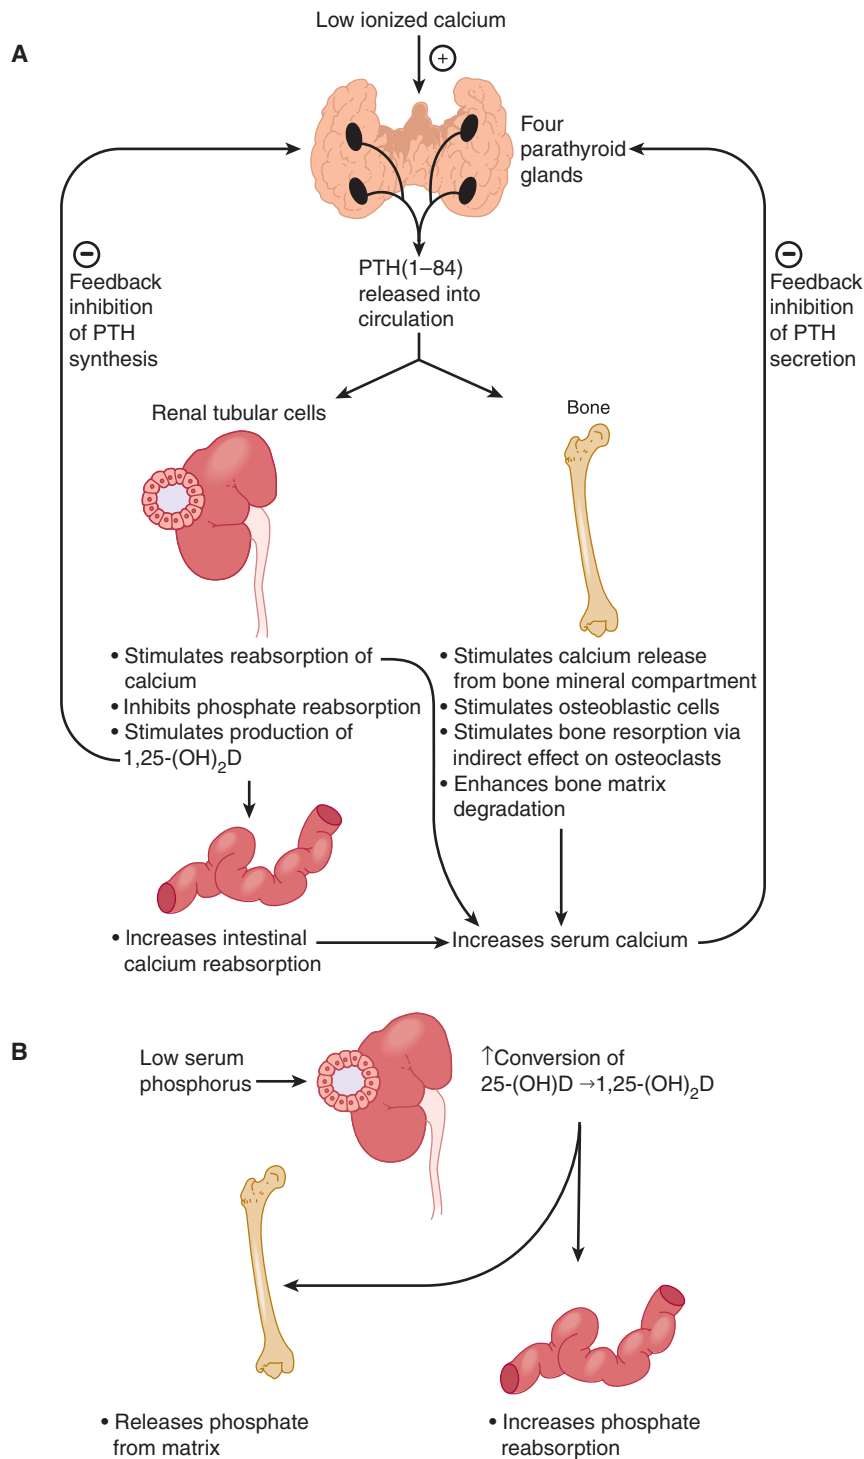 A
Low ionized calcium
+
Four
parathyroid
glands
−
Feedback
inhibition
of PTH
synthesis
PTH(1–84)
released into
circulation
−
Feedback
inhibition
of PTH
secretion
Renal tubular cells
Bone
• Stimulates reabsorption of
calcium
• Inhibits phosphate reabsorption
• Stimulates production of
1,25-(OH)₂D
• Stimulates calcium release
from bone mineral compartment
• Stimulates osteoblastic cells
• Stimulates bone resorption via
indirect effect on osteoclasts
• Enhances bone matrix
degradation
• Increases intestinal
calcium reabsorption
Increases serum calcium
B
Low serum
phosphorus
↑Conversion of
25-(OH)D →1,25-(OH)₂D
• Releases phosphate
from matrix
• Increases phosphate
reabsorption